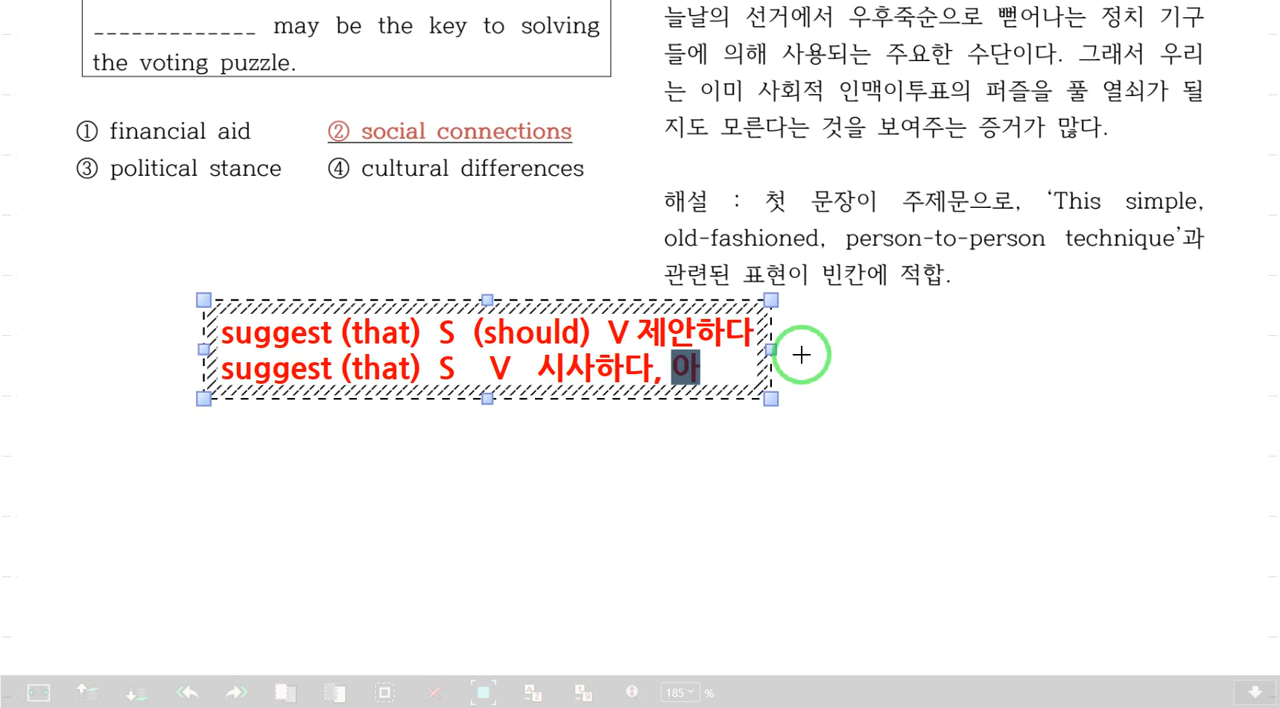 _____________ may be the key to solving
the voting puzzle.
① financial aid ② social connections
③ political stance ④ cultural differences
늘날의 선거에서 우후죽순으로 뻗어나는 정치 기구
들에 의해 사용되는 주요한 수단이다. 그래서 우리
는 이미 사회적 인맥이투표의 퍼즐을 풀 열쇠가 될
지도 모른다는 것을 보여주는 증거가 많다.
해설 : 첫 문장이 주제문으로, ‘This simple,
old-fashioned, person-to-person technique’과
관련된 표현이 빈칸에 적합.
suggest (that) S (should) V 제안하다
suggest (that) S V 시사하다, 아
185 %